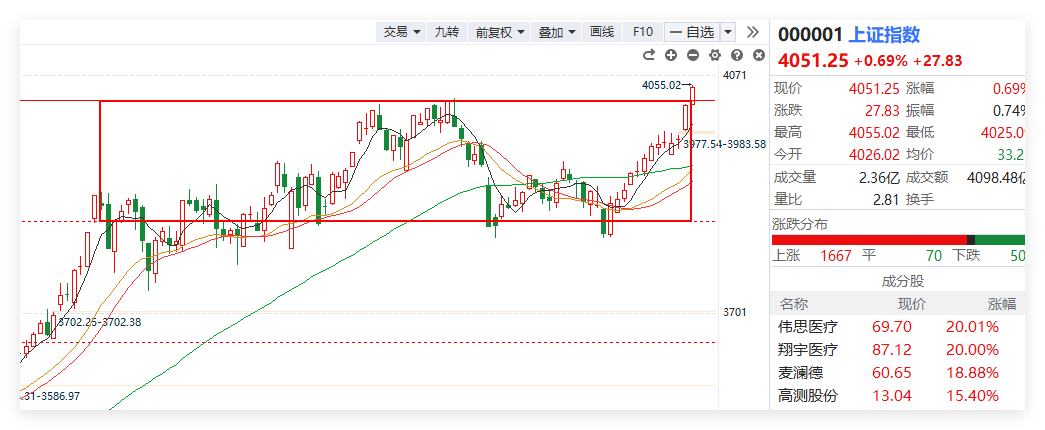 交易 九转 前复权 叠加 画线 F10 一 自选
000001 上证指数
4051.25 +0.69% +27.83
4071
4055.02
3977.54-3983.58
3702.25-3702.38
3701
31-3586.97
现价 4051.25 涨幅 0.69%
涨跌 27.83 振幅 0.74%
最高 4055.02 最低 4025.09
今开 4026.02 均价 33.2
成交量 2.36亿 成交额 4098.48亿
量比 2.81 换手
涨跌分布
上涨 1667 平 70 下跌 50
成分股
名称 现价 涨幅
伟思医疗 69.70 20.01%
翔宇医疗 87.12 20.00%
麦澜德 60.65 18.88%
高测股份 13.04 15.40%